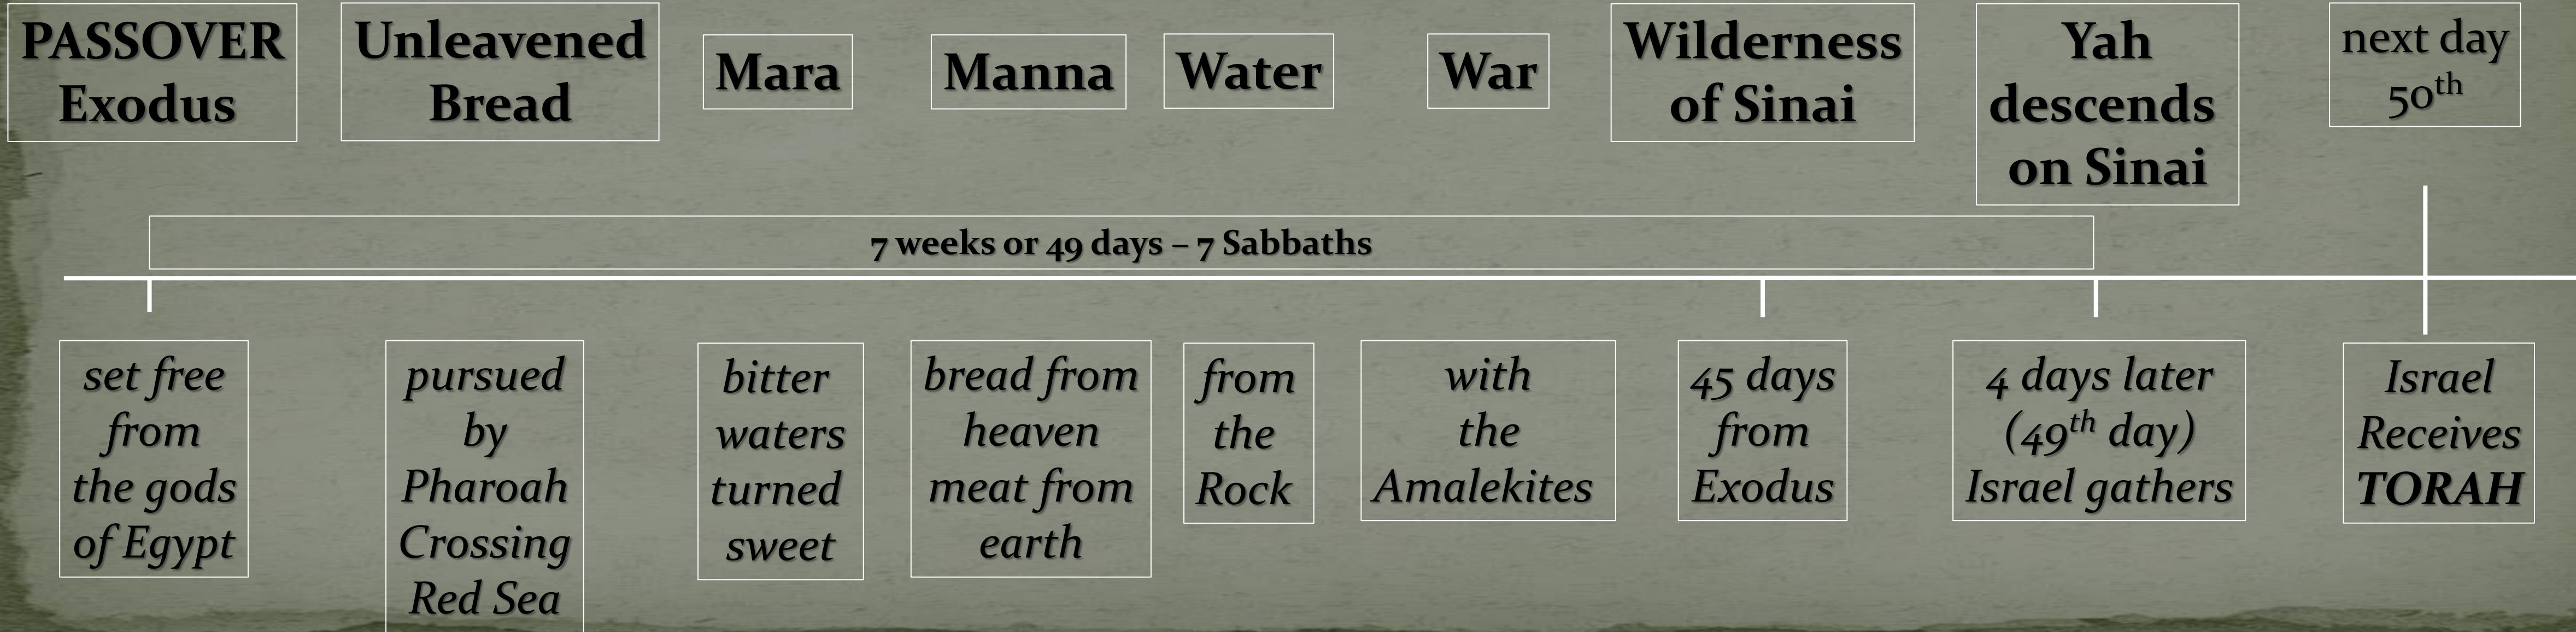 PASSOVER
Exodus
Unleavened
Bread
Mara
Manna
Water
War
Wilderness
of Sinai
Yah
descends
on Sinai
next day
50th
7 weeks or 49 days – 7 Sabbaths
set free
from
the gods
of Egypt
pursued
by
Pharoah
Crossing
Red Sea
bitter
waters
turned
sweet
bread from
heaven
meat from
earth
from
the
Rock
with
the
Amalekites
45 days
from
Exodus
4 days later
(49th day)
Israel gathers
Israel
Receives
TORAH